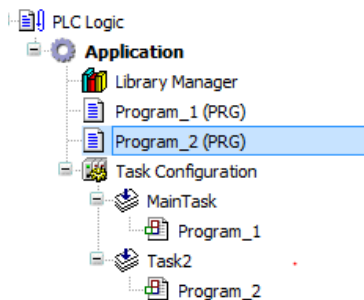 PLC Logic
Application
Library Manager
Program_1 (PRG)
Program_2 (PRG)
Task Configuration
MainTask
Program_1
Task2
Program_2